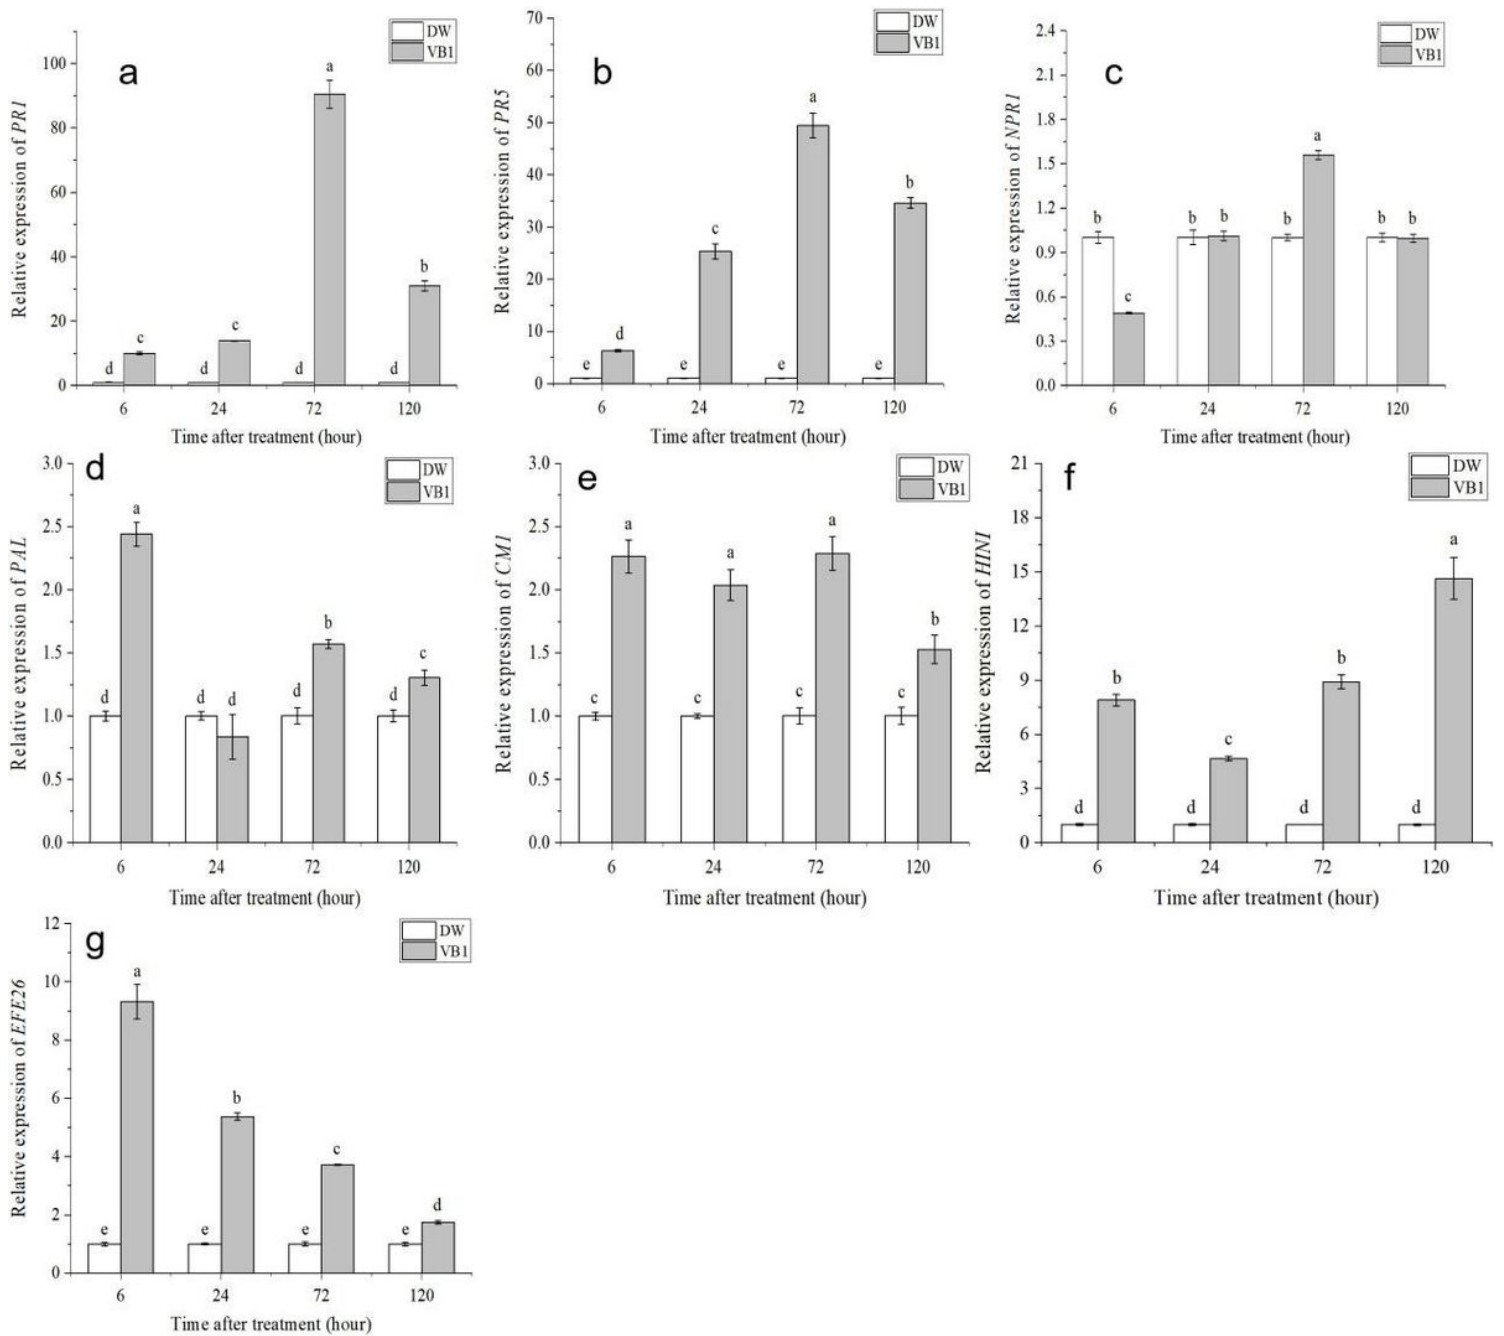 a
DW
VB1
Relative expression of PR1
100
80
60
40
20
0
d
c
d
c
d
a
d
b
6
24
72
120
Time after treatment (hour)
b
DW
VB1
Relative expression of PR5
70
60
50
40
30
20
10
0
e
d
e
c
e
a
e
b
6
24
72
120
Time after treatment (hour)
c
DW
VB1
Relative expression of NPR1
2.4
2.1
1.8
1.5
1.2
0.9
0.6
0.3
0.0
b
c
b
b
b
a
b
b
6
24
72
120
Time after treatment (hour)
d
DW
VB1
Relative expression of PAL
3.0
2.5
2.0
1.5
1.0
0.5
0.0
d
a
d
d
d
b
d
c
6
24
72
120
Time after treatment (hour)
e
DW
VB1
Relative expression of CM1
3.0
2.5
2.0
1.5
1.0
0.5
0.0
c
a
c
a
c
a
c
b
6
24
72
120
Time after treatment (hour)
f
DW
VB1
Relative expression of HIN1
21
18
15
12
9
6
3
0
d
b
d
c
d
b
d
a
6
24
72
120
Time after treatment (hour)
g
DW
VB1
Relative expression of EFE26
12
10
8
6
4
2
0
e
a
e
b
e
c
e
d
6
24
72
120
Time after treatment (hour)